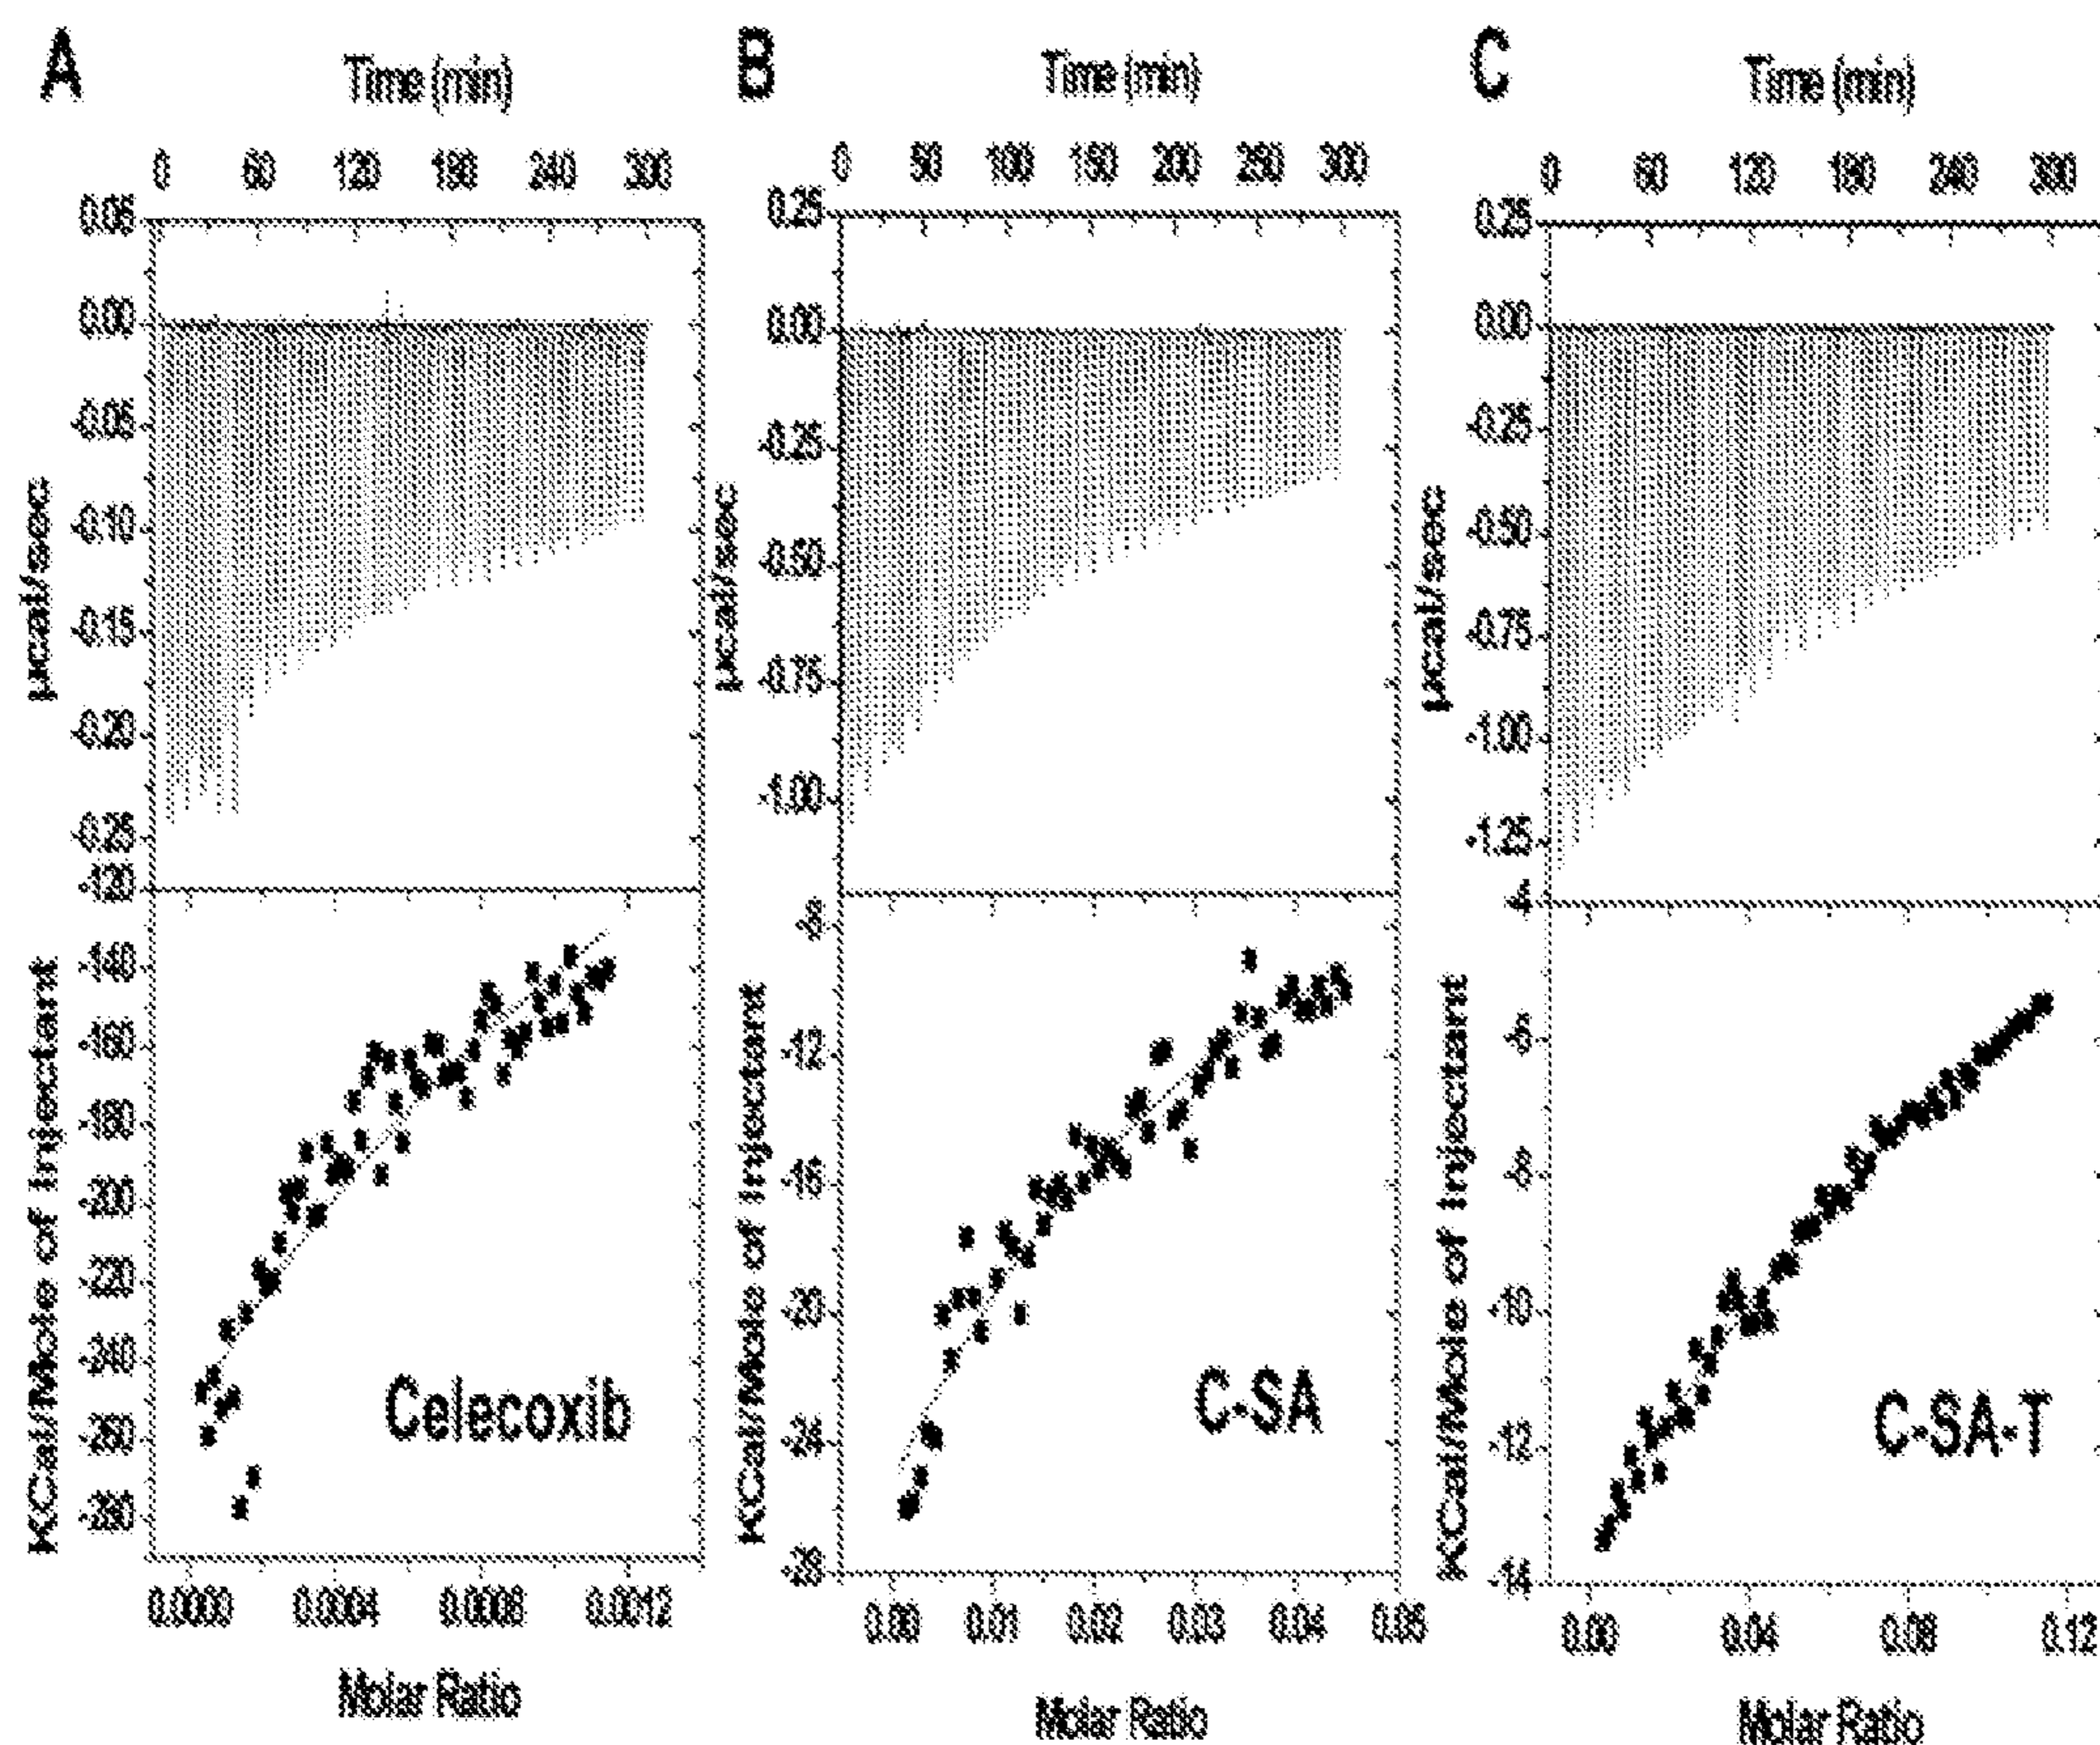 A
Time (min)
0 60 120 180 240 300
0.05
0.00
-0.05
-0.10
-0.15
-0.20
-0.25
µcal/sec
-120
-140
-160
-180
-200
-220
-240
-260
-280
KCal/Mole of Injectant
Celecoxib
0.0000 0.0004 0.0008 0.0012
Molar Ratio
B
Time (min)
0 50 100 150 200 250 300
0.25
0.00
-0.25
-0.50
-0.75
-1.00
µcal/sec
-8
-12
-16
-20
-24
-28
KCal/Mole of Injectant
C-SA
0.00 0.01 0.02 0.03 0.04 0.05
Molar Ratio
C
Time (min)
0 60 120 180 240 300
0.25
0.00
-0.25
-0.50
-0.75
-1.00
-1.25
µcal/sec
-4
-6
-8
-10
-12
-14
KCal/Mole of Injectant
C-SA-T
0.00 0.04 0.08 0.12
Molar Ratio